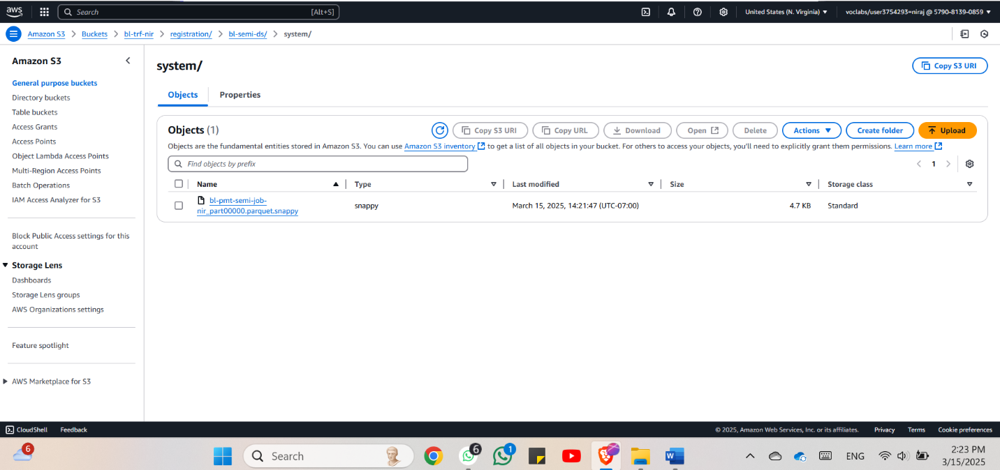 aws
Search
[Alt+S]
United States (N. Virginia)
voclabs/user3754293=niraj @ 5790-8139-0859
Amazon S3
Buckets
bl-trf-nir
registration/
bl-semi-ds/
system/
Amazon S3
General purpose buckets
Directory buckets
Table buckets
Access Grants
Access Points
Object Lambda Access Points
Multi-Region Access Points
Batch Operations
IAM Access Analyzer for S3
Block Public Access settings for this
account
Storage Lens
Dashboards
Storage Lens groups
AWS Organizations settings
Feature spotlight
AWS Marketplace for S3
system/
Copy S3 URI
Objects
Properties
Objects (1)
Copy S3 URI
Copy URL
Download
Open
Delete
Actions
Create folder
Upload
Objects are the fundamental entities stored in Amazon S3. You can use Amazon S3 inventory to get a list of all objects in your bucket. For others to access your objects, you'll need to explicitly grant them permissions. Learn more
Find objects by prefix
1
Name
Type
Last modified
Size
Storage class
bl-pmt-semi-job-
nir_part00000.parquet.snappy
snappy
March 15, 2025, 14:21:47 (UTC-07:00)
4.7 KB
Standard
CloudShell
Feedback
© 2025, Amazon Web Services, Inc. or its affiliates.
Privacy
Terms
Cookie preferences
6
Search
6
1
W
ENG
2:23 PM
3/15/2025